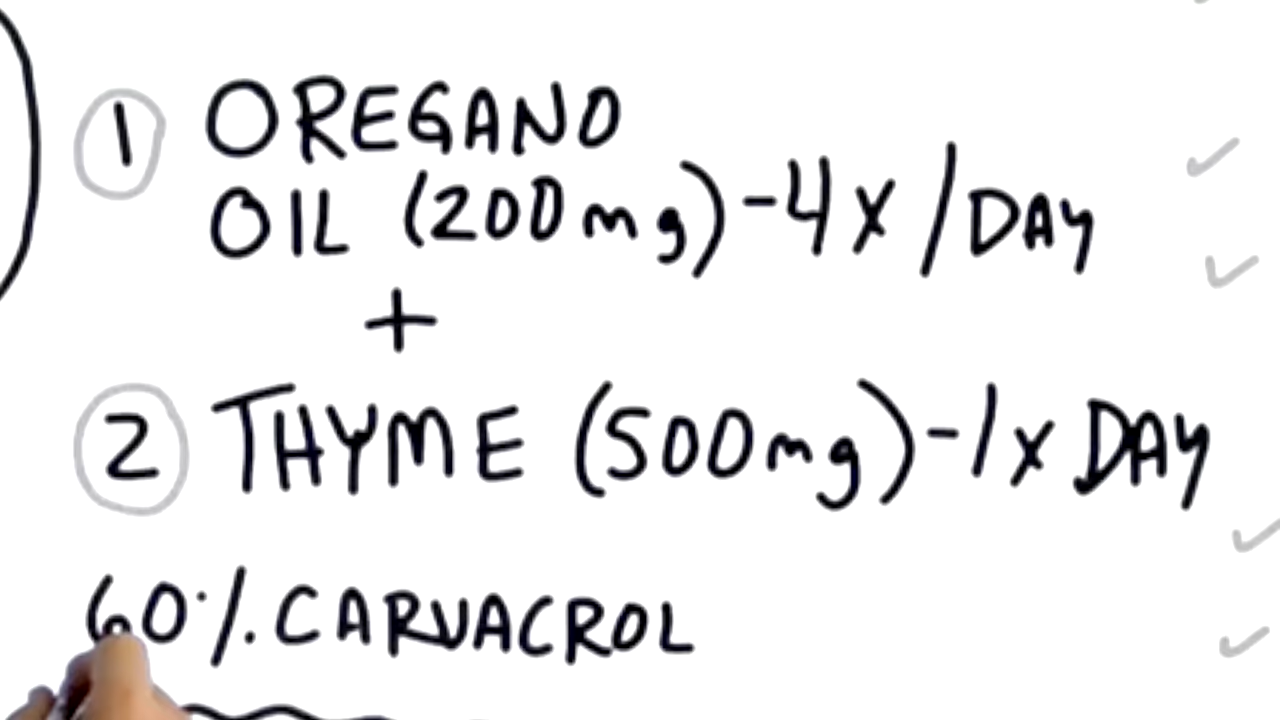 1 OREGANO
OIL (200mg) - 4x / DAY
+
2 THYME (500mg) - 1x DAY
60% CARVACROL